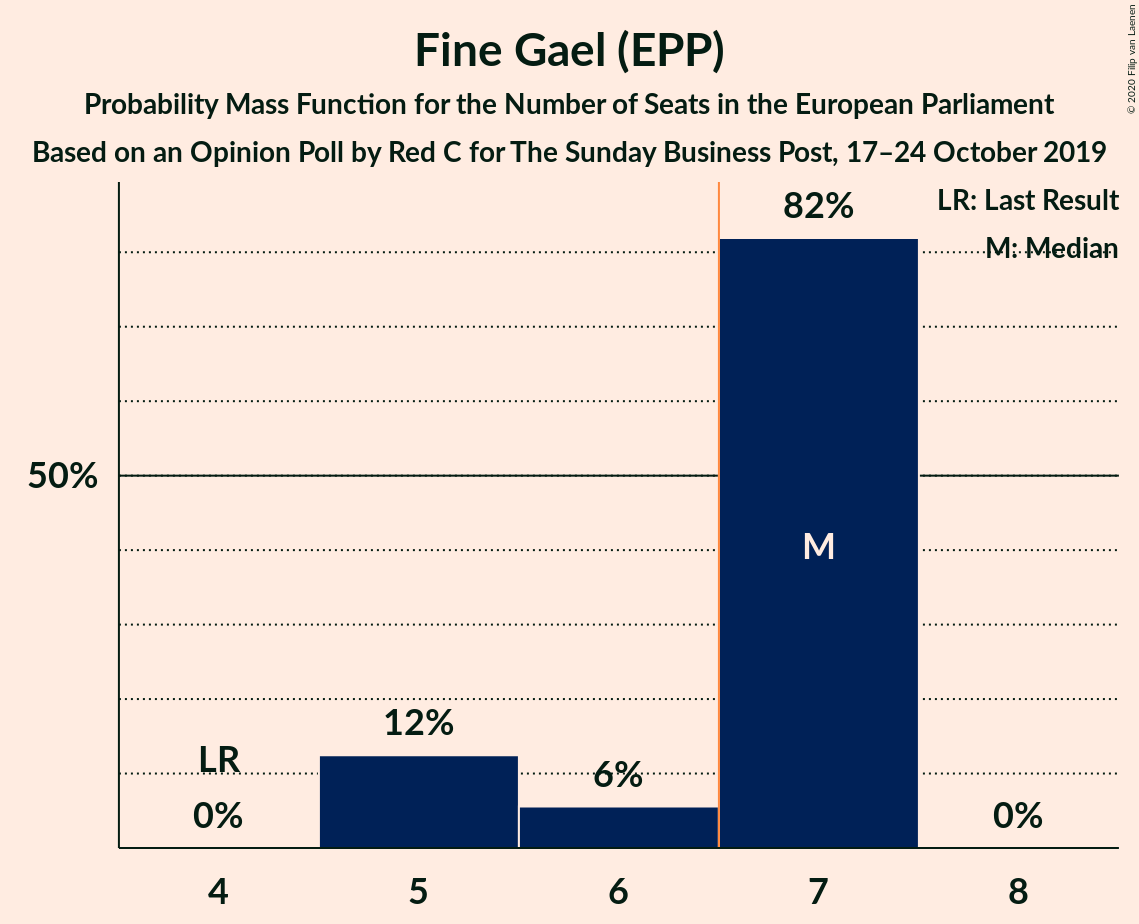 Fine Gael (EPP)
Probability Mass Function for the Number of Seats in the European Parliament
Based on an Opinion Poll by Red C for The Sunday Business Post, 17–24 October 2019
© 2020 Filip van Laenen
LR: Last Result
M: Median
82%
50%
M
12%
LR
6%
0%
0%
4 5 6 7 8